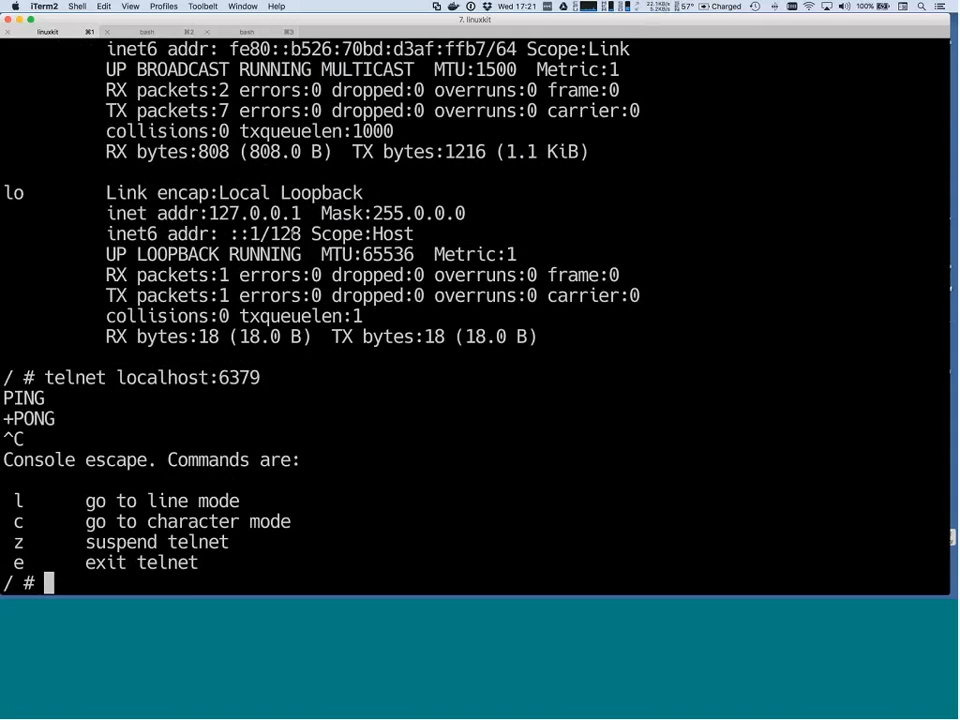 iTerm2 Shell Edit View Profiles Toolbelt Window Help Wed 17:21 57° Charged 100%
7. linuxkit
linuxkit ⌘1 bash ⌘2 bash ⌘3
inet6 addr: fe80::b526:70bd:d3af:ffb7/64 Scope:Link
UP BROADCAST RUNNING MULTICAST MTU:1500 Metric:1
RX packets:2 errors:0 dropped:0 overruns:0 frame:0
TX packets:7 errors:0 dropped:0 overruns:0 carrier:0
collisions:0 txqueuelen:1000
RX bytes:808 (808.0 B) TX bytes:1216 (1.1 KiB)
lo Link encap:Local Loopback
inet addr:127.0.0.1 Mask:255.0.0.0
inet6 addr: ::1/128 Scope:Host
UP LOOPBACK RUNNING MTU:65536 Metric:1
RX packets:1 errors:0 dropped:0 overruns:0 frame:0
TX packets:1 errors:0 dropped:0 overruns:0 carrier:0
collisions:0 txqueuelen:1
RX bytes:18 (18.0 B) TX bytes:18 (18.0 B)
/ # telnet localhost:6379
PING
+PONG
^C
Console escape. Commands are:
l go to line mode
c go to character mode
z suspend telnet
e exit telnet
/ #